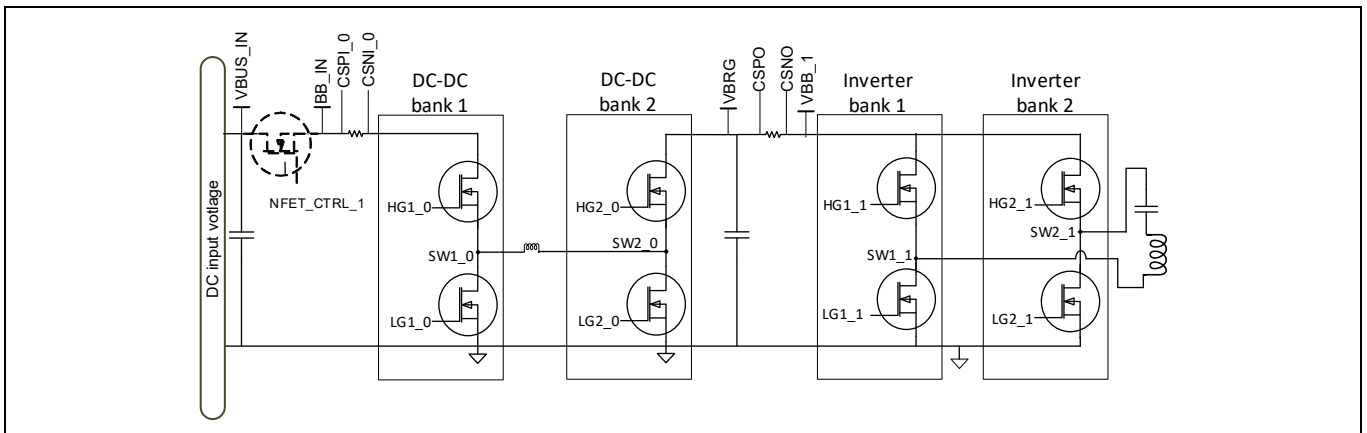 VBUS_IN
BB_IN
CSPI_0
CSNI_0
DC-DC
bank 1
DC-DC
bank 2
VBRG
CSPO
CSNO
VBB_1
Inverter
bank 1
Inverter
bank 2
DC input votlage
NFET_CTRL_1
HG1_0
HG2_0
HG1_1
HG2_1
SW1_0
SW2_0
SW1_1
SW2_1
LG1_0
LG2_0
LG1_1
LG2_1